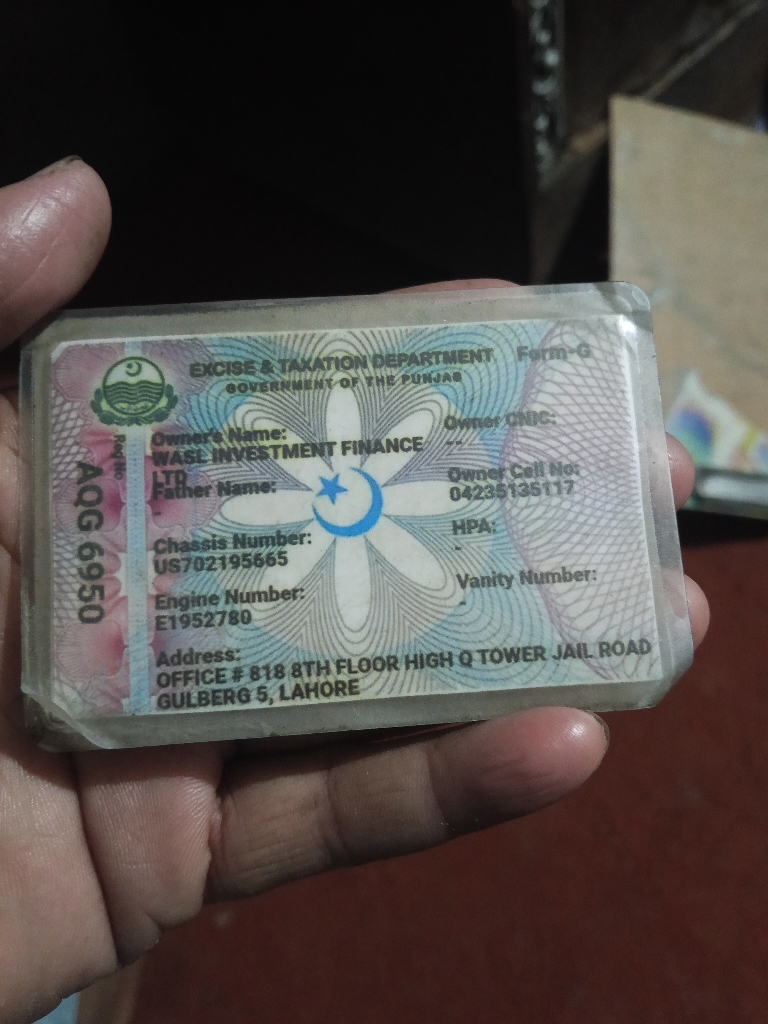 EXCISE & TAXATION DEPARTMENT Form-G
GOVERNMENT OF THE PUNJAB
Reg No
AQG 6950
Owner's Name:
WASL INVESTMENT FINANCE
LTD
Owner CNIC:
--
Father Name:
-
Owner Cell No:
04235135117
Chassis Number:
US702195665
HPA:
-
Engine Number:
E1952780
Vanity Number:
-
Address:
OFFICE # 818 8TH FLOOR HIGH Q TOWER JAIL ROAD
GULBERG 5, LAHORE